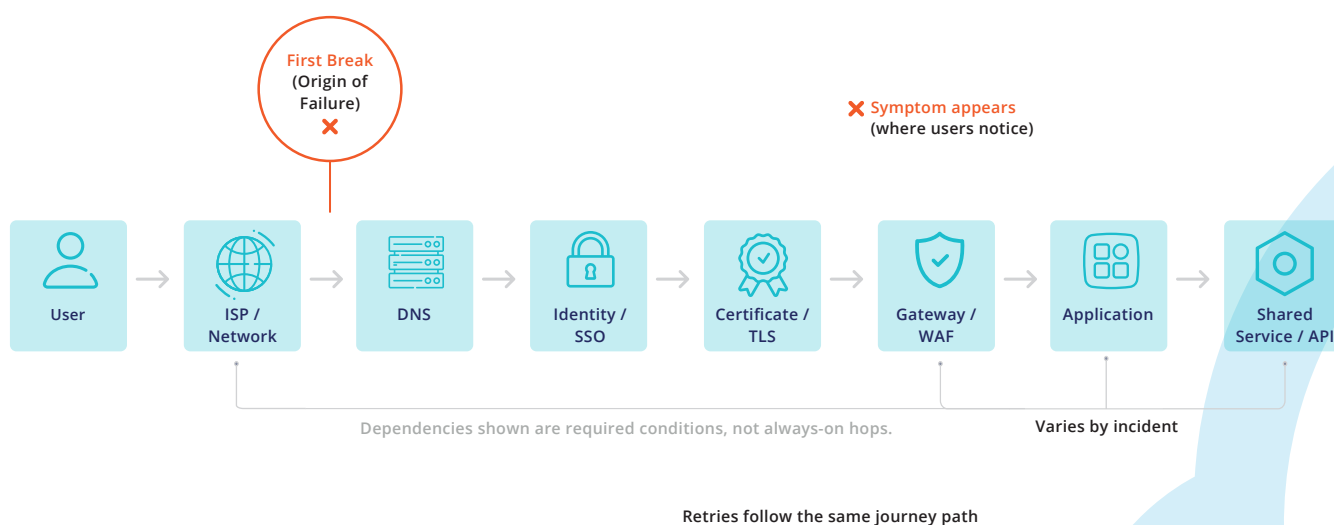 First Break
(Origin of
Failure)
Symptom appears
(where users notice)
User
ISP /
Network
DNS
Identity /
SSO
Certificate /
TLS
Gateway /
WAF
Application
Shared
Service / API
Dependencies shown are required conditions, not always-on hops.
Varies by incident
Retries follow the same journey path